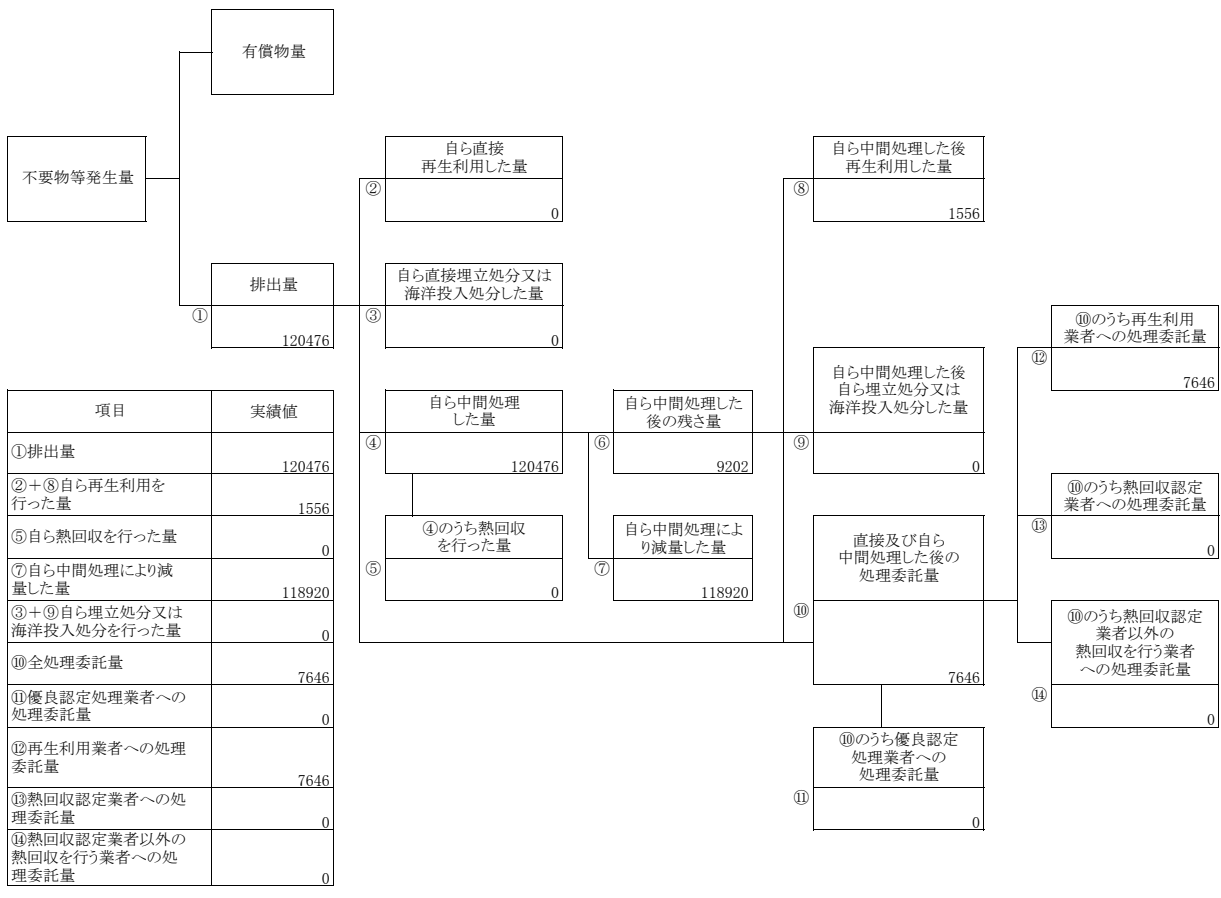 有償物量
不要物等発生量
排出量
①
120476
自ら直接
再生利用した量
②
0
自ら直接埋立処分又は
海洋投入処分した量
③
0
自ら中間処理
した量
④
120476
④のうち熱回収
を行った量
⑤
0
自ら中間処理した
後の残さ量
⑥
9202
自ら中間処理によ
り減量した量
⑦
118920
自ら中間処理した後
再生利用した量
⑧
1556
自ら中間処理した後
自ら埋立処分又は
海洋投入処分した量
⑨
0
直接及び自ら
中間処理した後の
処理委託量
⑩
7646
⑩のうち優良認定
処理業者への
処理委託量
⑪
0
⑩のうち再生利用
業者への処理委託量
⑫
7646
⑩のうち熱回収認定
業者への処理委託量
⑬
0
⑩のうち熱回収認定
業者以外の
熱回収を行う業者
への処理委託量
⑭
0
項目 実績値
①排出量
120476
②＋⑧自ら再生利用を
行った量
1556
⑤自ら熱回収を行った量
0
⑦自ら中間処理により減
量した量
118920
③＋⑨自ら埋立処分又は
海洋投入処分を行った量
0
⑩全処理委託量
7646
⑪優良認定処理業者への
処理委託量
0
⑫再生利用業者への処理
委託量
7646
⑬熱回収認定業者への処
理委託量
0
⑭熱回収認定業者以外の
熱回収を行う業者への処
理委託量
0